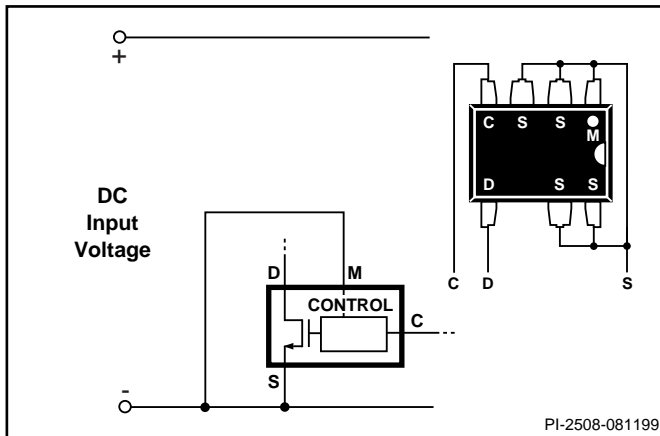 +
DC
Input
Voltage
D
M
CONTROL
C
S
-
C S S
M
D S S
C D S
PI-2508-081199